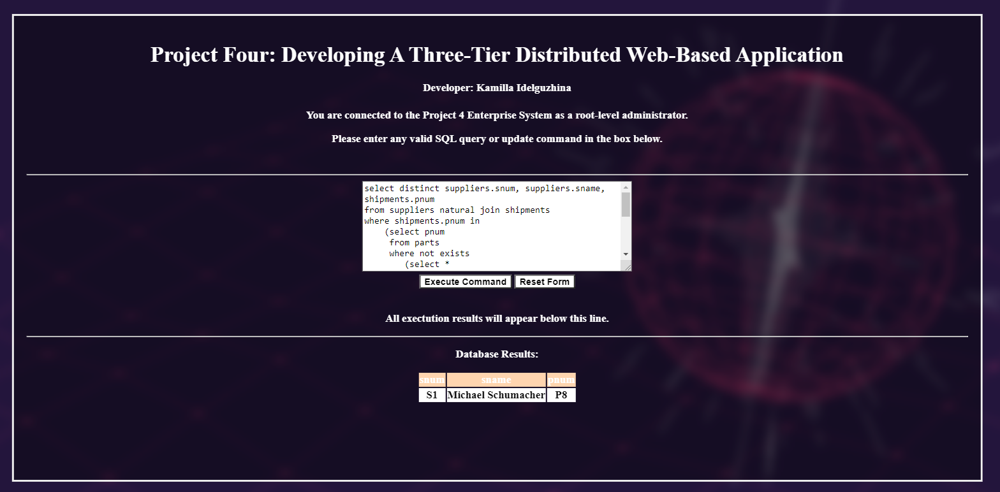 Project Four: Developing A Three-Tier Distributed Web-Based Application
Developer: Kamilla Idelguzhina
You are connected to the Project 4 Enterprise System as a root-level administrator.
Please enter any valid SQL query or update command in the box below.
select distinct suppliers.snum, suppliers.sname,
shipments.pnum
from suppliers natural join shipments
where shipments.pnum in
(select pnum
from parts
where not exists
(select *
Execute Command Reset Form
All exectution results will appear below this line.
Database Results:
snum sname pnum
S1 Michael Schumacher P8